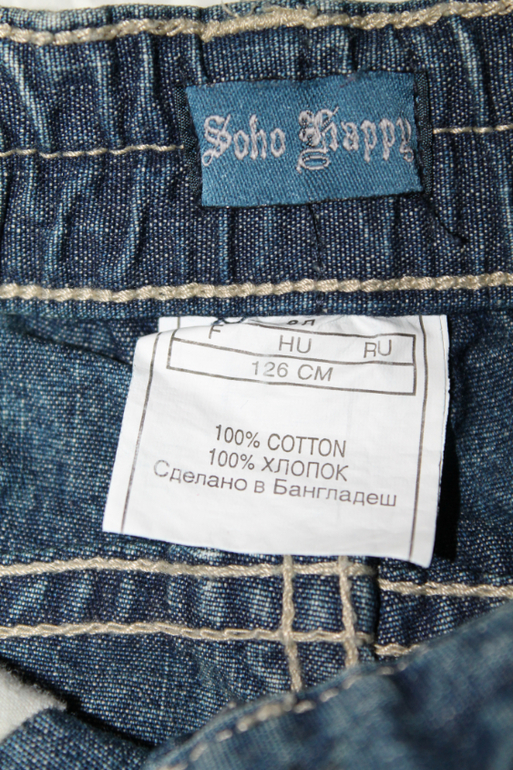 Soho Happy
F HU RU
126 CM
100% COTTON
100% ХЛОПОК
Сделано в Бангладеш